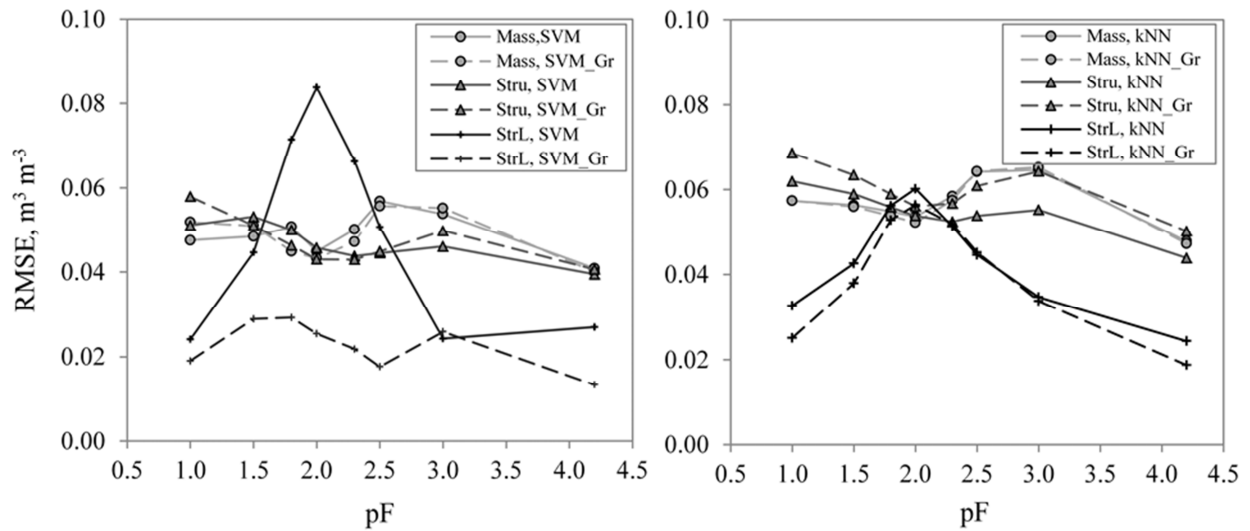 RMSE, m³ m⁻³
0.10
0.08
0.06
0.04
0.02
0.00
0.5 1.0 1.5 2.0 2.5 3.0 3.5 4.0 4.5
pF
Mass,SVM
Mass, SVM_Gr
Stru, SVM
Stru, SVM_Gr
StrL, SVM
StrL, SVM_Gr
0.10
0.08
0.06
0.04
0.02
0.00
0.5 1.0 1.5 2.0 2.5 3.0 3.5 4.0 4.5
pF
Mass, kNN
Mass, kNN_Gr
Stru, kNN
Stru, kNN_Gr
StrL, kNN
StrL, kNN_Gr